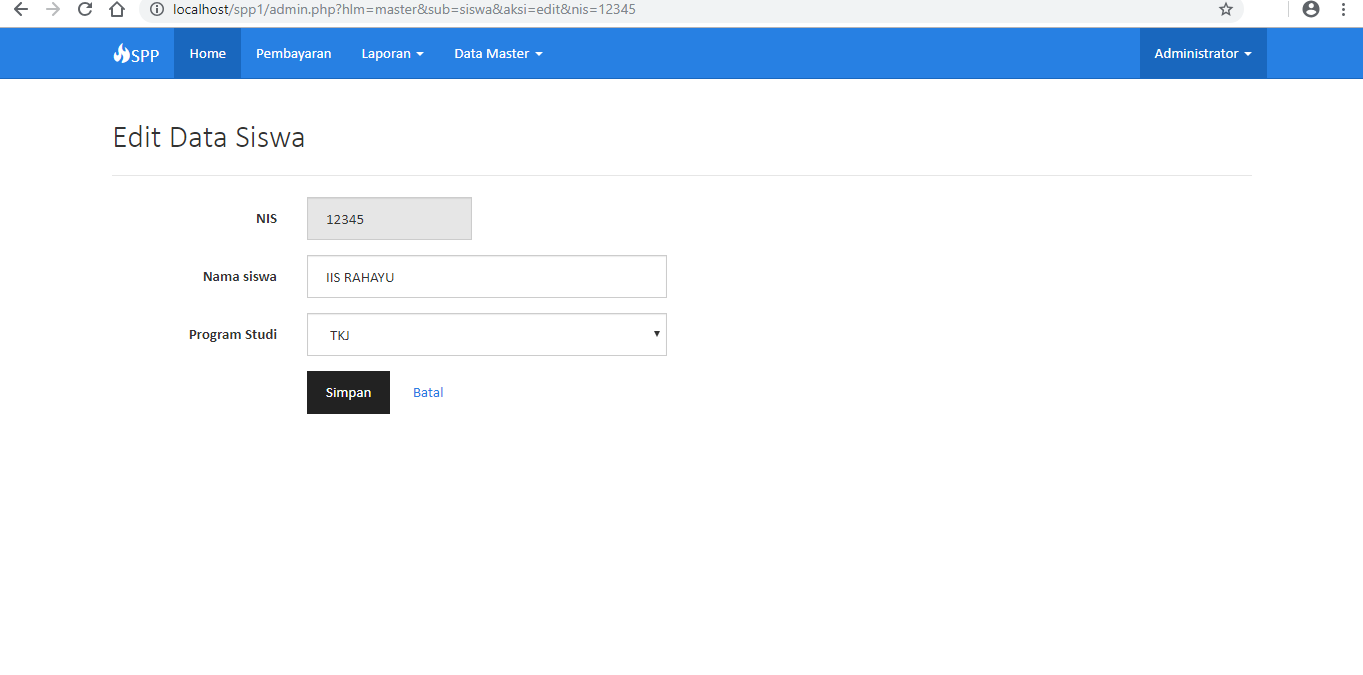 localhost/spp1/admin.php?hlm=master&sub=siswa&aksi=edit&nis=12345
SPP Home Pembayaran Laporan Data Master Administrator
Edit Data Siswa
NIS 12345
Nama siswa IIS RAHAYU
Program Studi TKJ
Simpan Batal